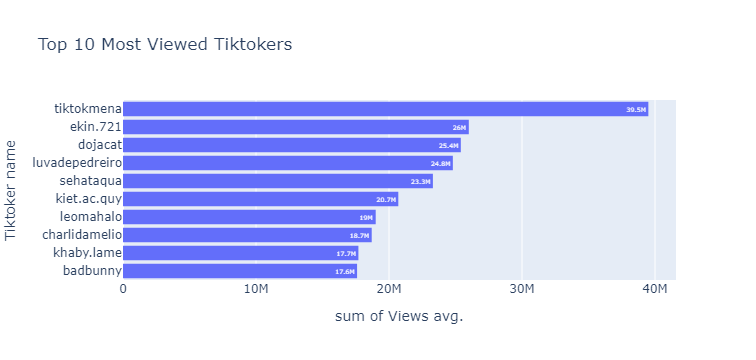 Top 10 Most Viewed Tiktokers
Tiktoker name
tiktokmena 39.5M
ekin.721 26M
dojacat 25.4M
luvadepedreiro 24.8M
sehataqua 23.3M
kiet.ac.quy 20.7M
leomahalo 19M
charlidamelio 18.7M
khaby.lame 17.7M
badbunny 17.6M
0 10M 20M 30M 40M
sum of Views avg.